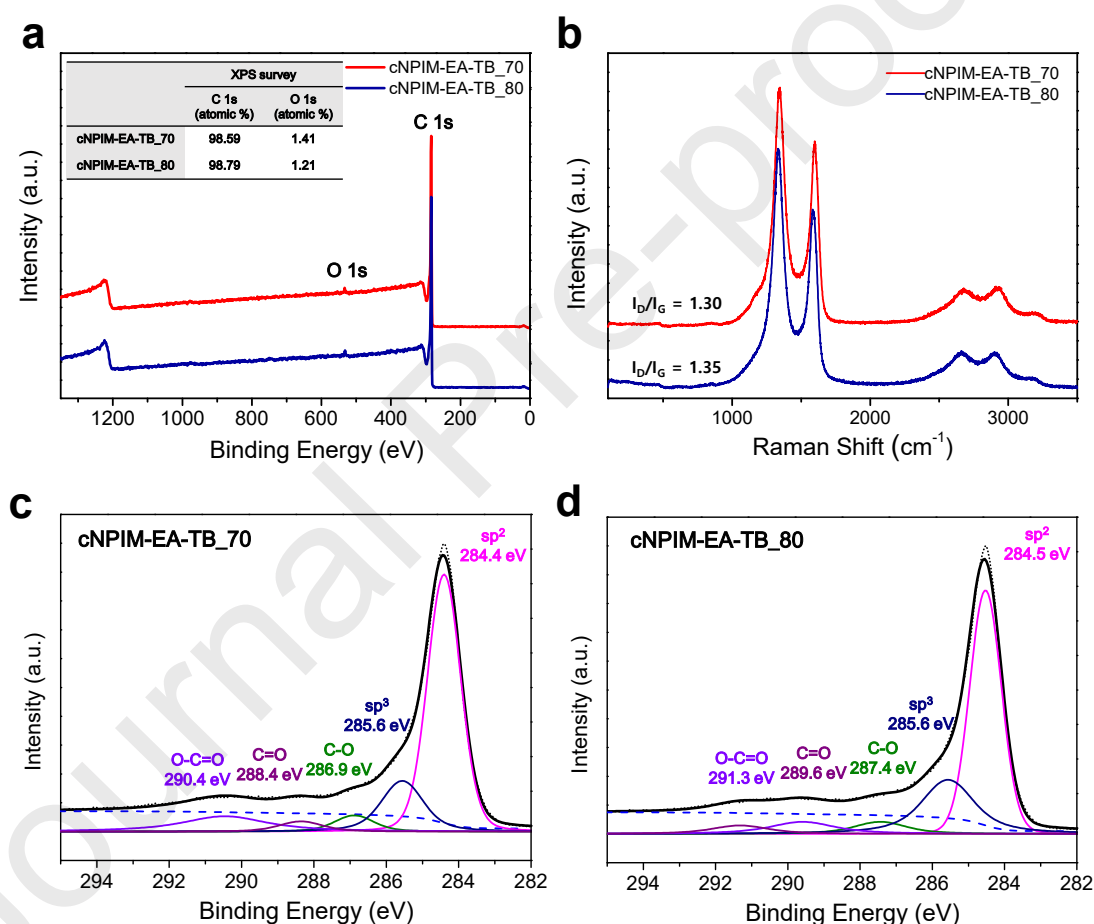 a
XPS survey
C 1s
(atomic %)
O 1s
(atomic %)
cNPIM-EA-TB_70 98.59 1.41
cNPIM-EA-TB_80 98.79 1.21
cNPIM-EA-TB_70
cNPIM-EA-TB_80
C 1s
O 1s
Intensity (a.u.)
1200 1000 800 600 400 200 0
Binding Energy (eV)
b
cNPIM-EA-TB_70
cNPIM-EA-TB_80
I_D/I_G = 1.30
I_D/I_G = 1.35
Intensity (a.u.)
1000 2000 3000
Raman Shift (cm⁻¹)
c
cNPIM-EA-TB_70
sp²
284.4 eV
sp³
285.6 eV
C-O
286.9 eV
C=O
288.4 eV
O-C=O
290.4 eV
Intensity (a.u.)
294 292 290 288 286 284 282
Binding Energy (eV)
d
cNPIM-EA-TB_80
sp²
284.5 eV
sp³
285.6 eV
C-O
287.4 eV
C=O
289.6 eV
O-C=O
291.3 eV
Intensity (a.u.)
294 292 290 288 286 284 282
Binding Energy (eV)
ournal Pre-proo